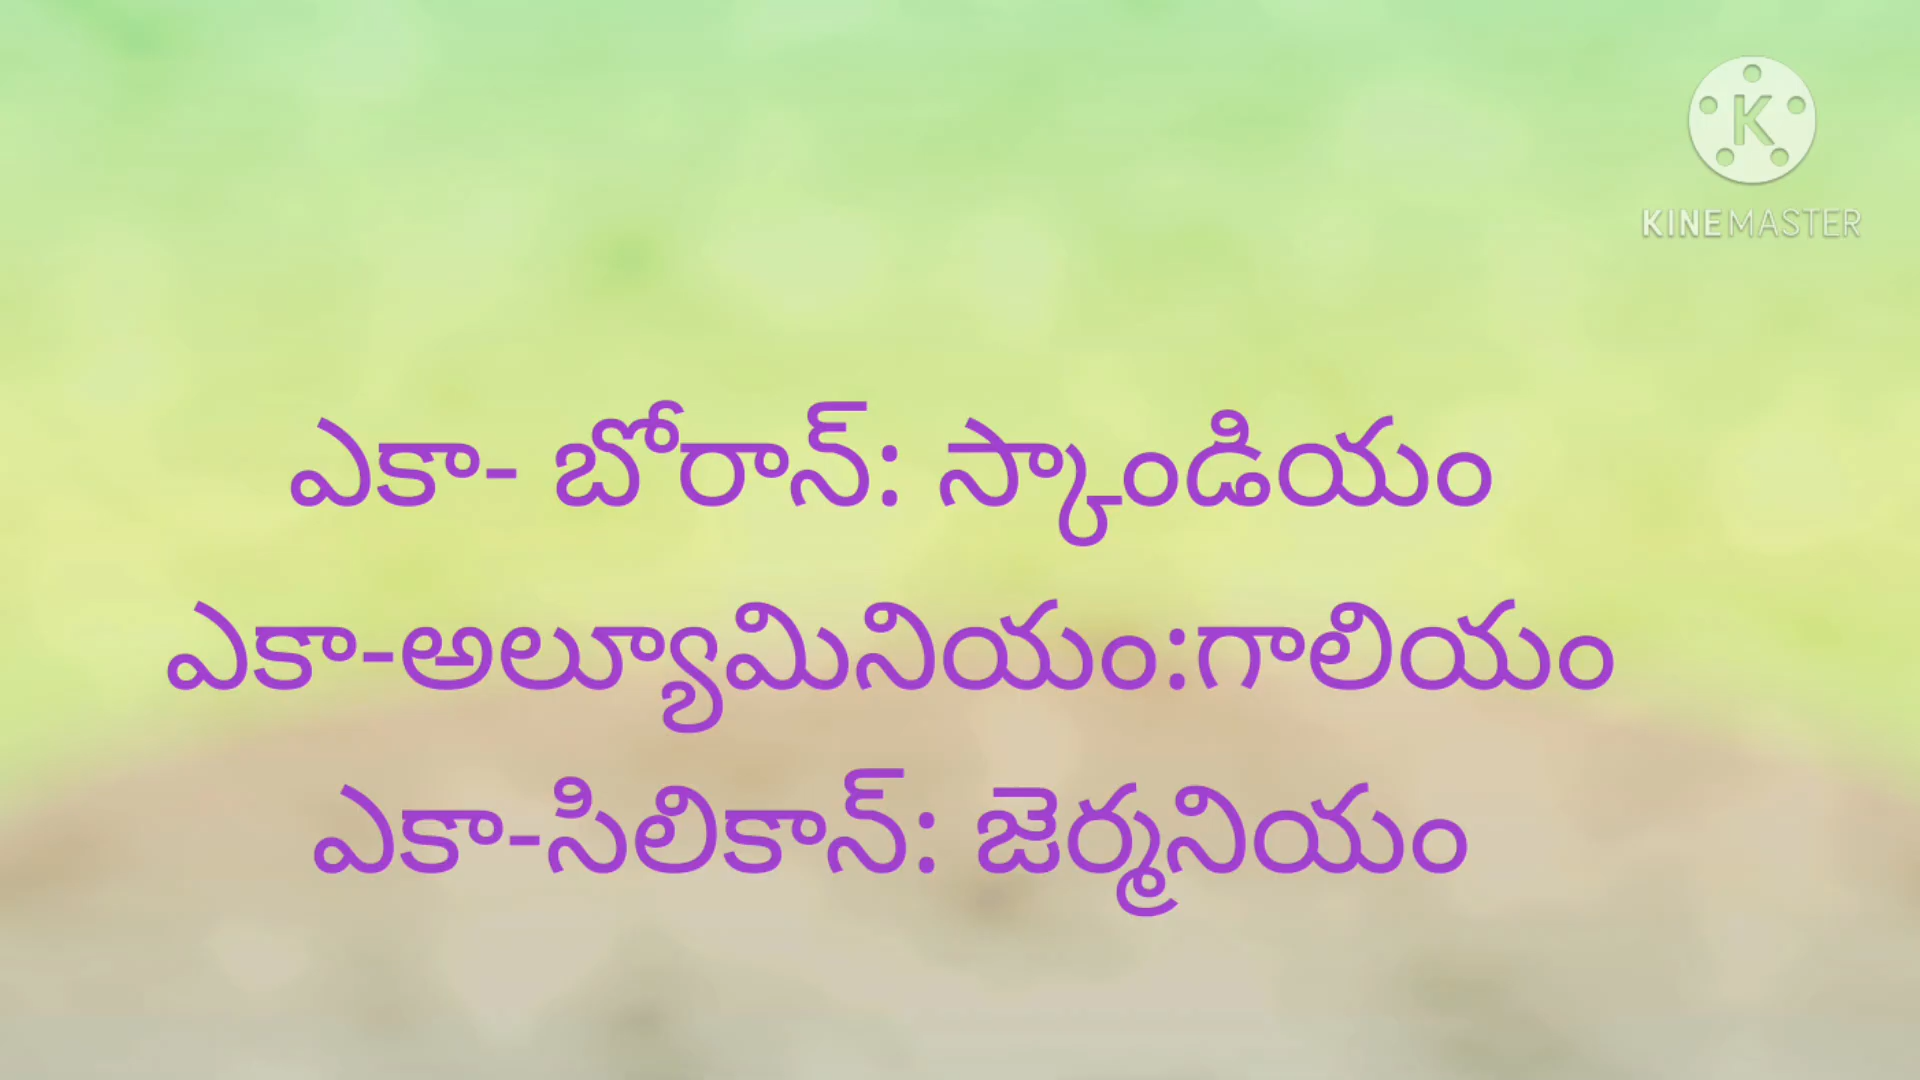 K
KINEMASTER
ఎకా- బోరాన్: స్కాండియం
ఎకా-అల్యూమినియం:గాలియం
ఎకా-సిలికాన్: జెర్మనియం